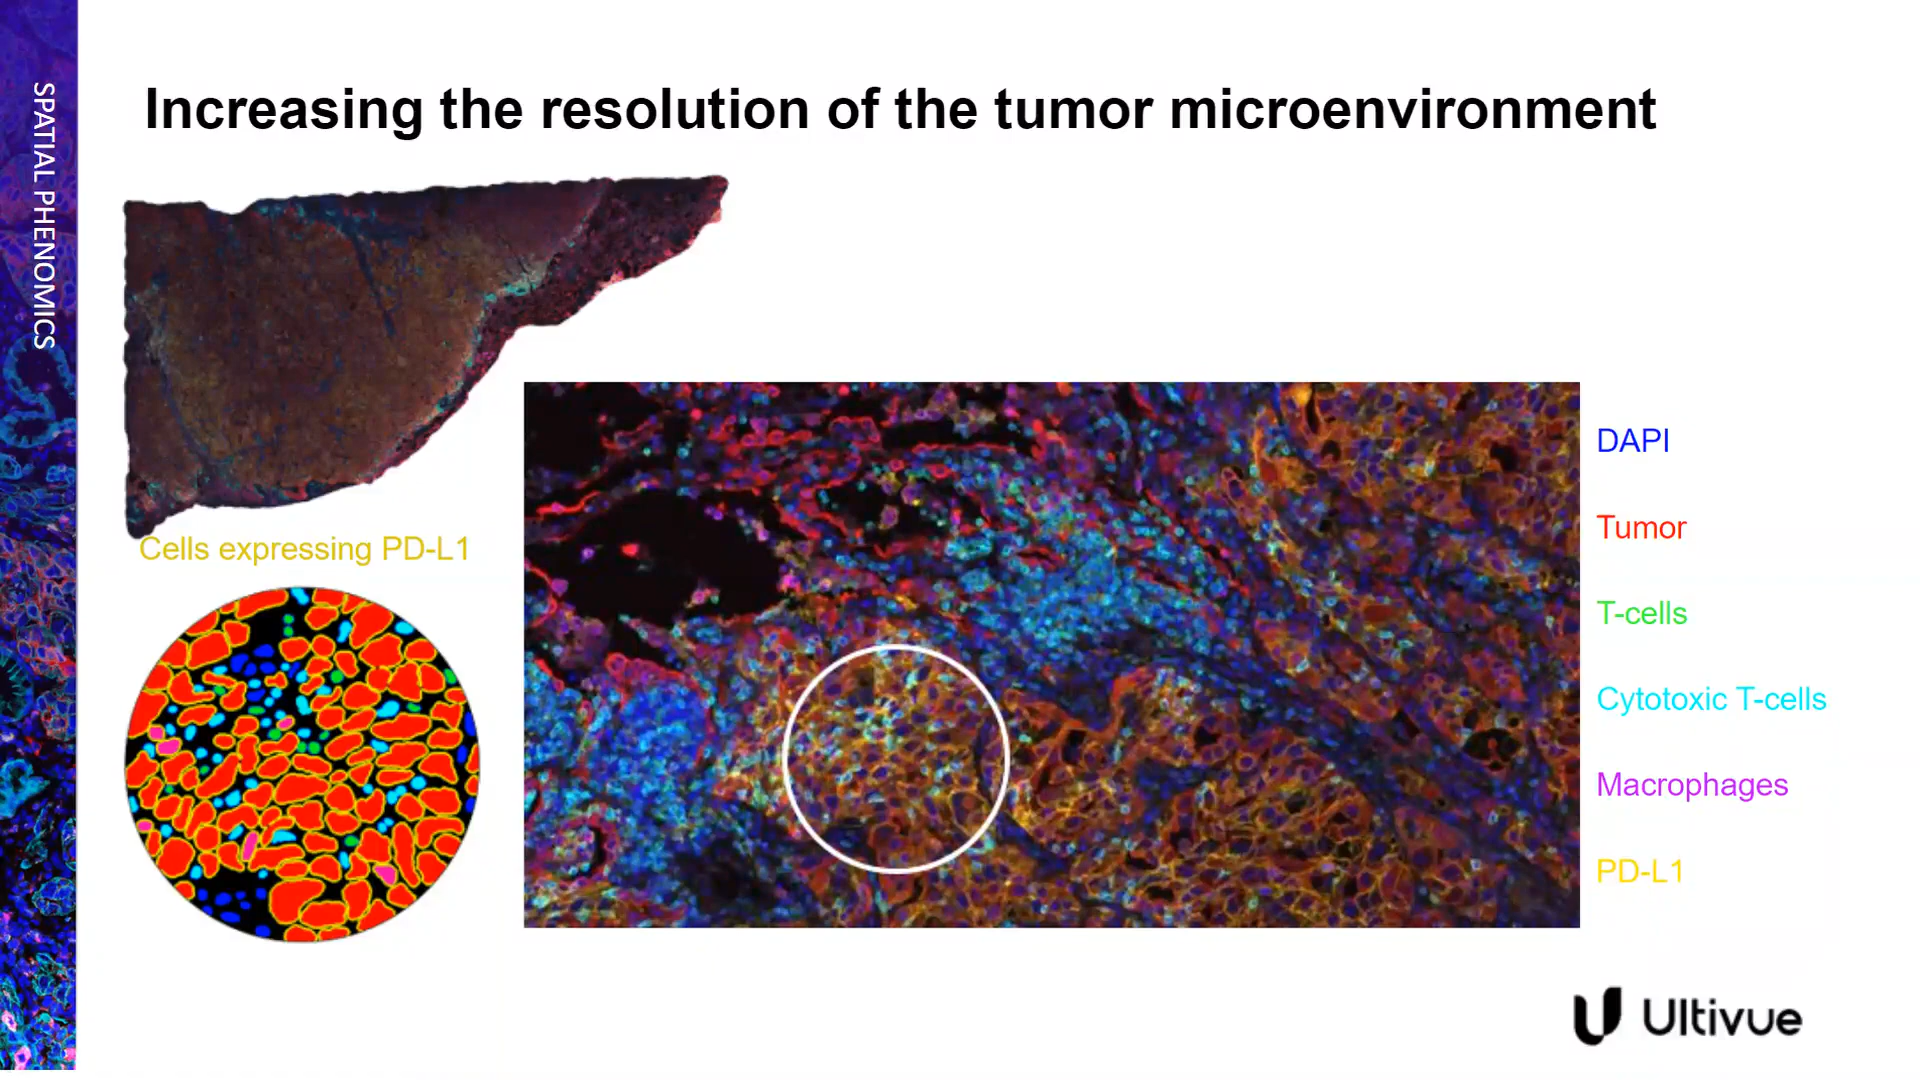 SPATIAL PHENOMICS
Increasing the resolution of the tumor microenvironment
Cells expressing PD-L1
DAPI
Tumor
T-cells
Cytotoxic T-cells
Macrophages
PD-L1
Ultivue